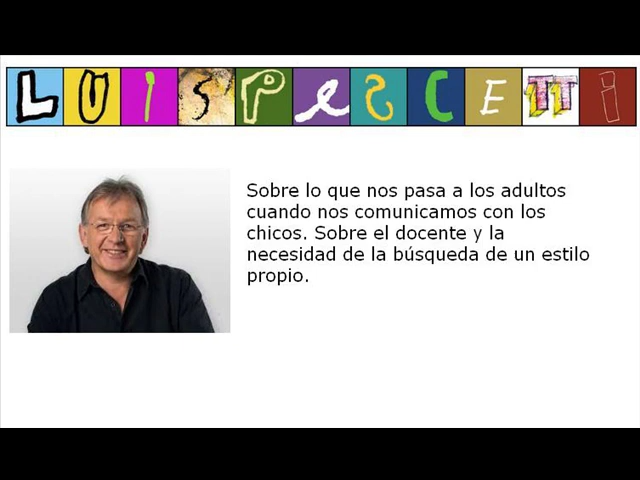 LUISPESCETTI
Sobre lo que nos pasa a los adultos
cuando nos comunicamos con los
chicos. Sobre el docente y la
necesidad de la búsqueda de un estilo
propio.